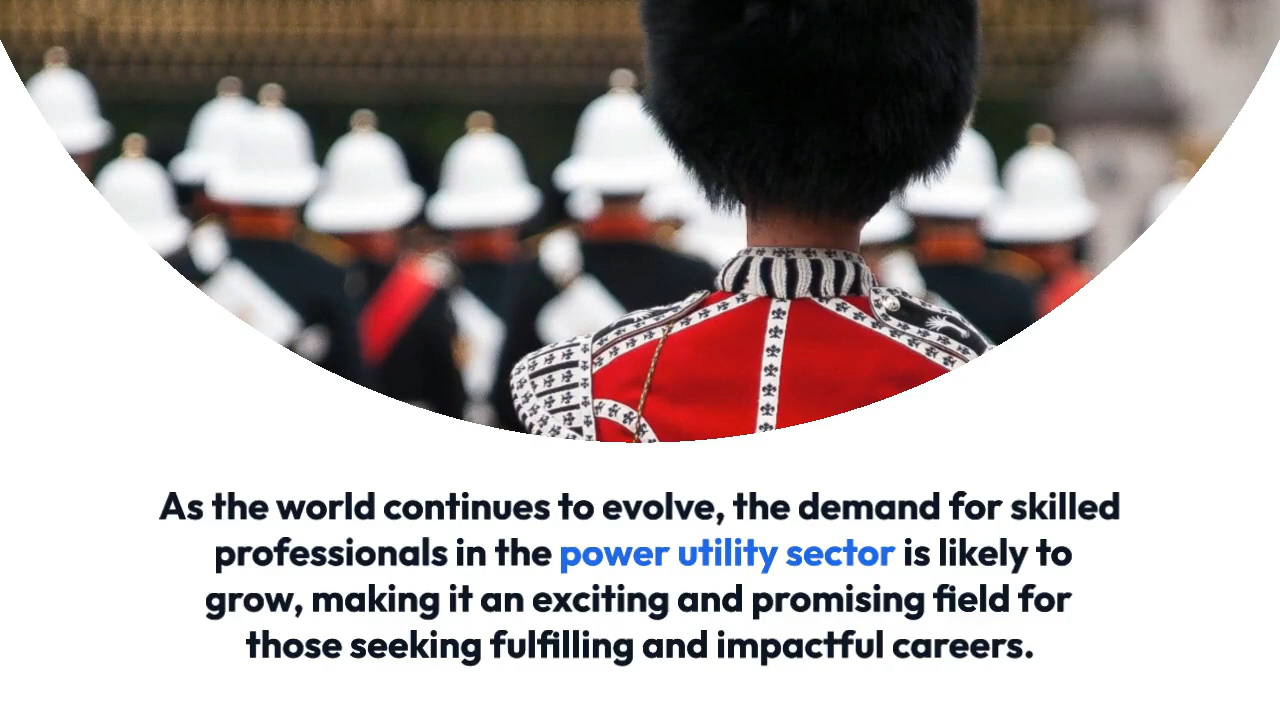 As the world continues to evolve, the demand for skilled
professionals in the power utility sector is likely to
grow, making it an exciting and promising field for
those seeking fulfilling and impactful careers.